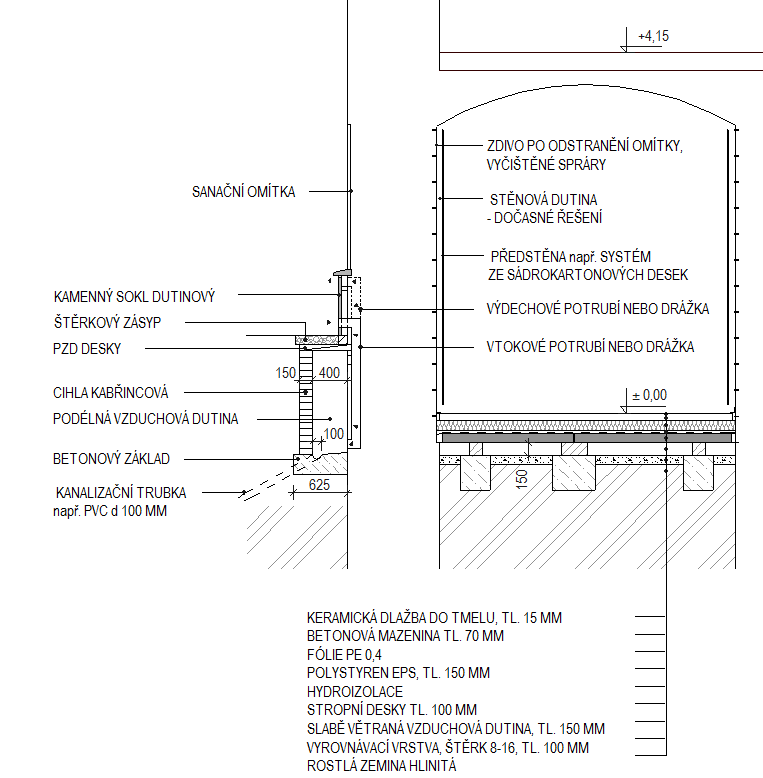 +4,15
ZDIVO PO ODSTRANĚNÍ OMÍTKY,
VYČIŠTĚNÉ SPRÁRY
SANAČNÍ OMÍTKA
STĚNOVÁ DUTINA
- DOČASNÉ ŘEŠENÍ
PŘEDSTĚNA např. SYSTÉM
ZE SÁDROKARTONOVÝCH DESEK
KAMENNÝ SOKL DUTINOVÝ
VÝDECHOVÉ POTRUBÍ NEBO DRÁŽKA
ŠTĚRKOVÝ ZÁSYP
PZD DESKY
VTOKOVÉ POTRUBÍ NEBO DRÁŽKA
150
400
CIHLA KABŘINCOVÁ
± 0,00
PODÉLNÁ VZDUCHOVÁ DUTINA
100
BETONOVÝ ZÁKLAD
150
625
KANALIZAČNÍ TRUBKA
např. PVC d 100 MM
KERAMICKÁ DLAŽBA DO TMELU, TL. 15 MM
BETONOVÁ MAZENINA TL. 70 MM
FÓLIE PE 0,4
POLYSTYREN EPS, TL. 150 MM
HYDROIZOLACE
STROPNÍ DESKY TL. 100 MM
SLABĚ VĚTRANÁ VZDUCHOVÁ DUTINA, TL. 150 MM
VYROVNÁVACÍ VRSTVA, ŠTĚRK 8-16, TL. 100 MM
ROSTLÁ ZEMINA HLINITÁ